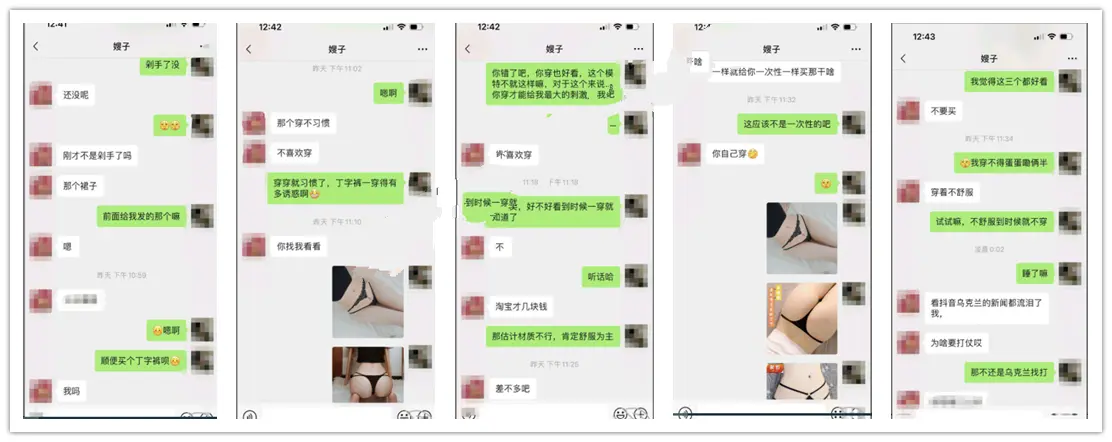 12:41
嫂子
剁手了没
还没呢
刚才不是剁手了吗
那个裙子
前面给我发的那个嘛
嗯
昨天 下午10:59
嗯啊
顺便买个丁字裤呗
我吗
12:42
嫂子
昨天 下午11:02
嗯啊
那个穿不习惯
不喜欢穿
穿穿就习惯了，丁字裤一穿得有
多诱惑啊
昨天 下午11:10
你找我看看
12:42
嫂子
你错了吧，你穿也好看，这个模
特不就这样嘛，对于这个来说
你穿才能给我最大的刺激，我
喜欢穿
11:18 下午 11:18
到时候一穿就
好不好看到时候一穿就
知道了
不
听话哈
淘宝才几块钱
那估计材质不行，肯定舒服为主
昨天 下午11:25
差不多吧
嫂子
啥
一样就给你一次性一样买那干啥
昨天 下午11:32
这应该不是一次性的吧
你自己穿
12:43
嫂子
我觉得这三个都好看
不要买
昨天 下午11:34
我穿不得蛋蛋嘞俩半
穿着不舒服
试试嘛，不舒服到时候就不穿
凌晨 0:02
睡了嘛
看抖音乌克兰的新闻都流泪了
我，
为啥要打仗哎
那不还是乌克兰找打